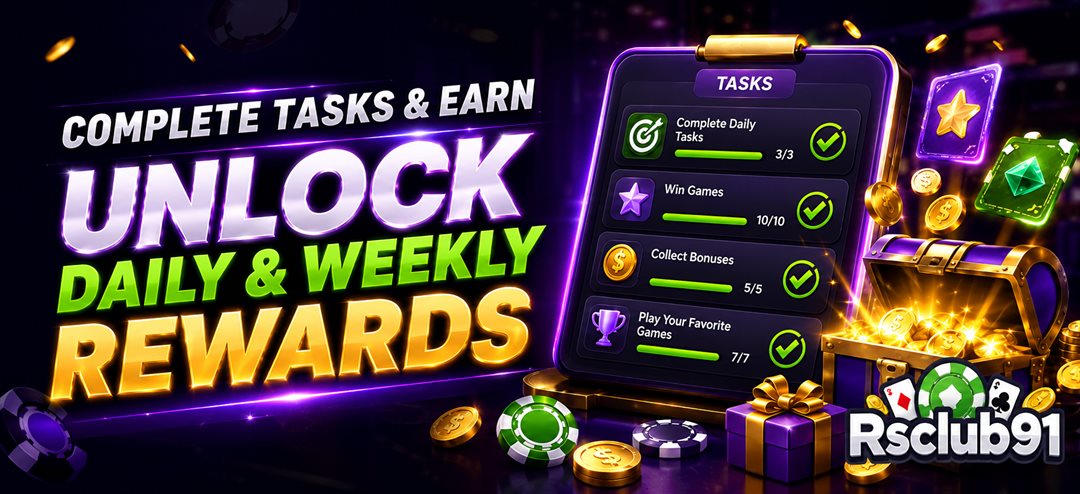 COMPLETE TASKS & EARN
UNLOCK
DAILY & WEEKLY
REWARDS
TASKS
Complete Daily
Tasks
3/3
Win Games
10/10
Collect Bonuses
5/5
Play Your Favorite
Games
7/7
Rsclub91